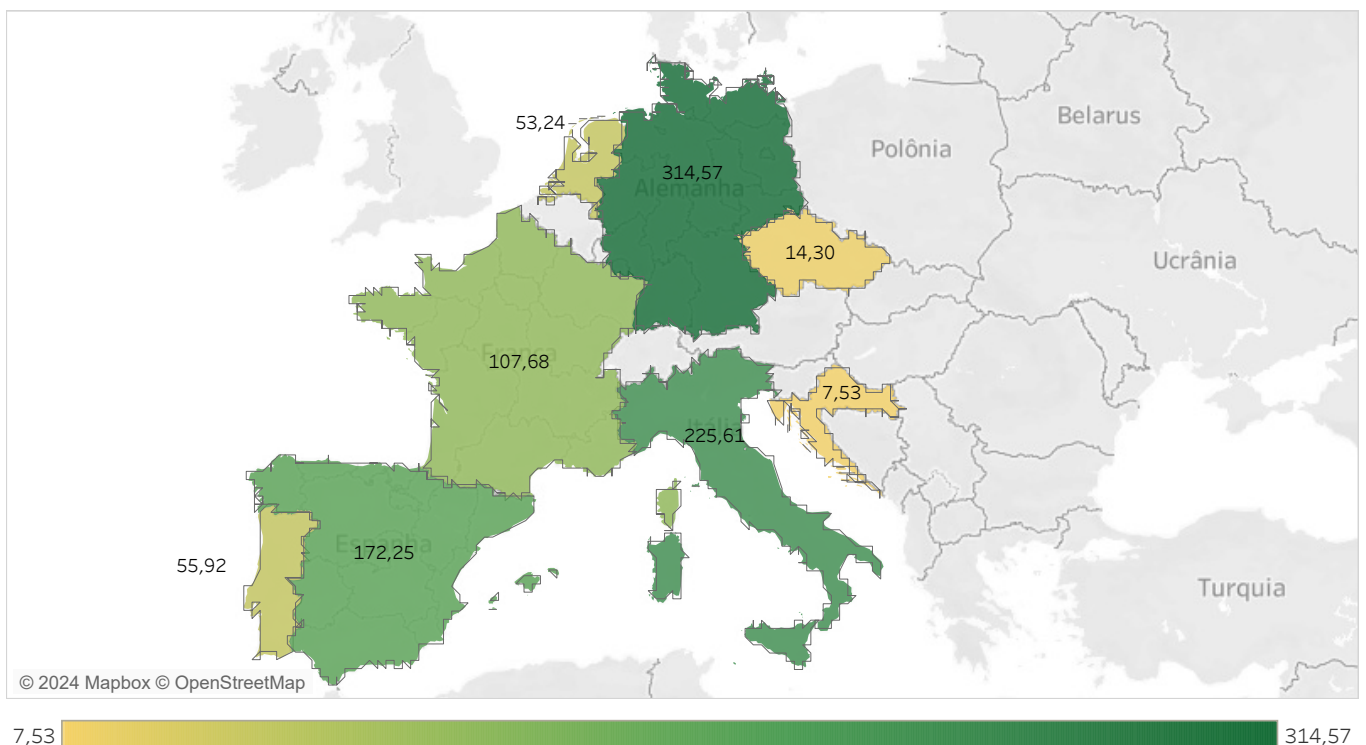 Belarus
53,24
Polônia
314,57
Alemanha
14,30
Ucrânia
França
107,68
7,53
Itália
225,61
Espanha
172,25
55,92
Turquia
© 2024 Mapbox © OpenStreetMap
7,53
314,57